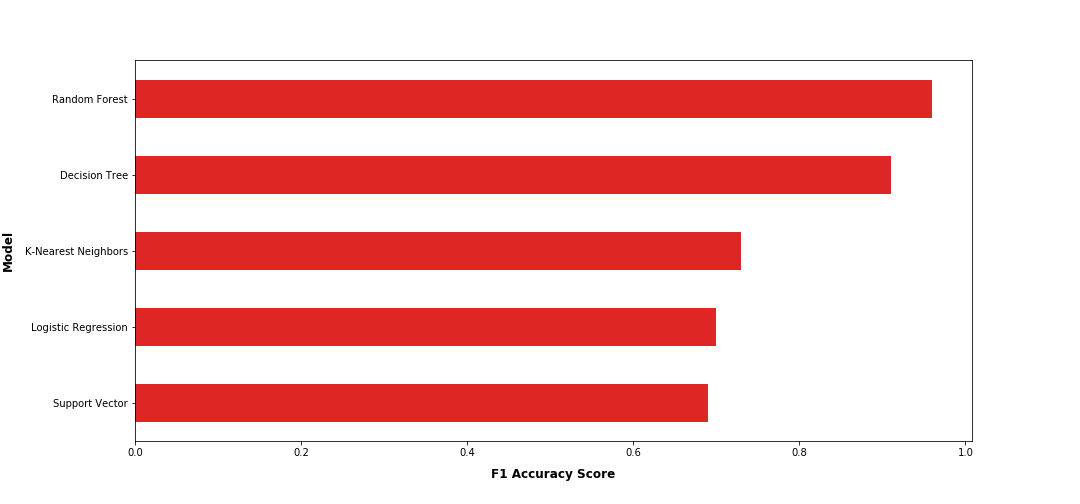 Random Forest
Decision Tree
K-Nearest Neighbors
Logistic Regression
Support Vector
Model
0.0 0.2 0.4 0.6 0.8 1.0
F1 Accuracy Score